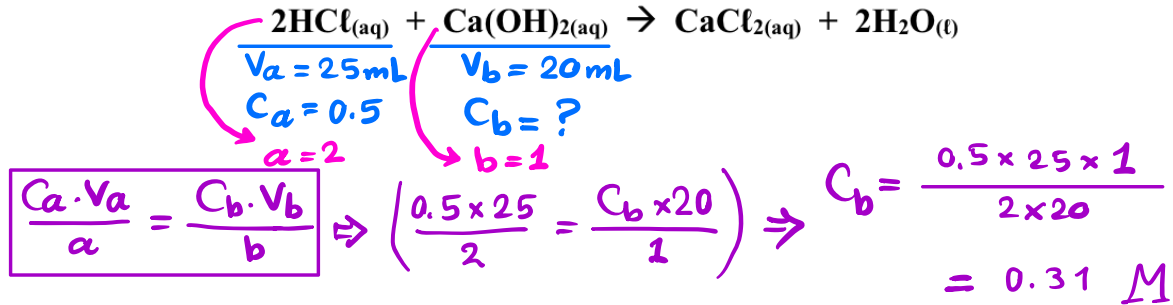 2HCℓ(aq) + Ca(OH)2(aq) → CaCℓ2(aq) + 2H2O(ℓ)
Va = 25mL Vb = 20mL
Ca = 0.5 Cb = ?
a = 2 b = 1
Ca·Va/a = Cb·Vb/b ⇒ (0.5×25/2 = Cb×20/1) ⇒ Cb = 0.5×25×1/2×20
= 0.31 M